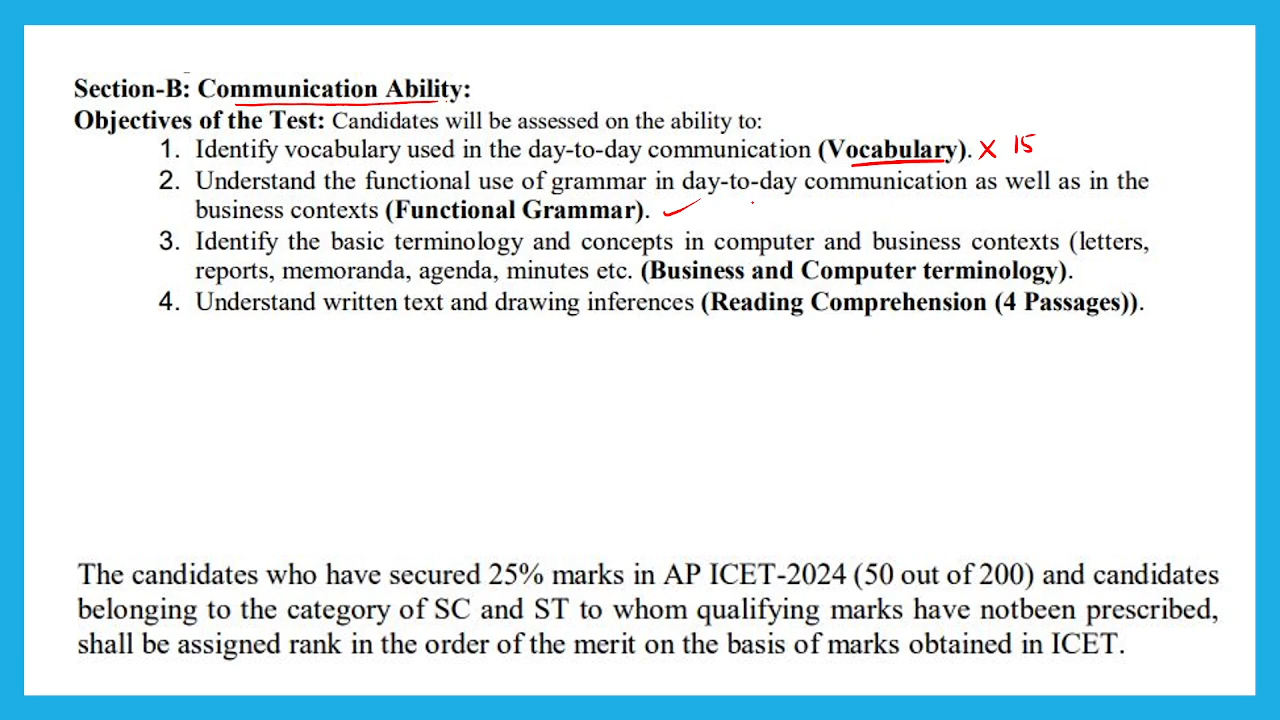 Section-B: Communication Ability:
Objectives of the Test: Candidates will be assessed on the ability to:
1. Identify vocabulary used in the day-to-day communication (Vocabulary). X 15
2. Understand the functional use of grammar in day-to-day communication as well as in the
business contexts (Functional Grammar).
3. Identify the basic terminology and concepts in computer and business contexts (letters,
reports, memoranda, agenda, minutes etc. (Business and Computer terminology).
4. Understand written text and drawing inferences (Reading Comprehension (4 Passages)).
The candidates who have secured 25% marks in AP ICET-2024 (50 out of 200) and candidates
belonging to the category of SC and ST to whom qualifying marks have notbeen prescribed,
shall be assigned rank in the order of the merit on the basis of marks obtained in ICET.